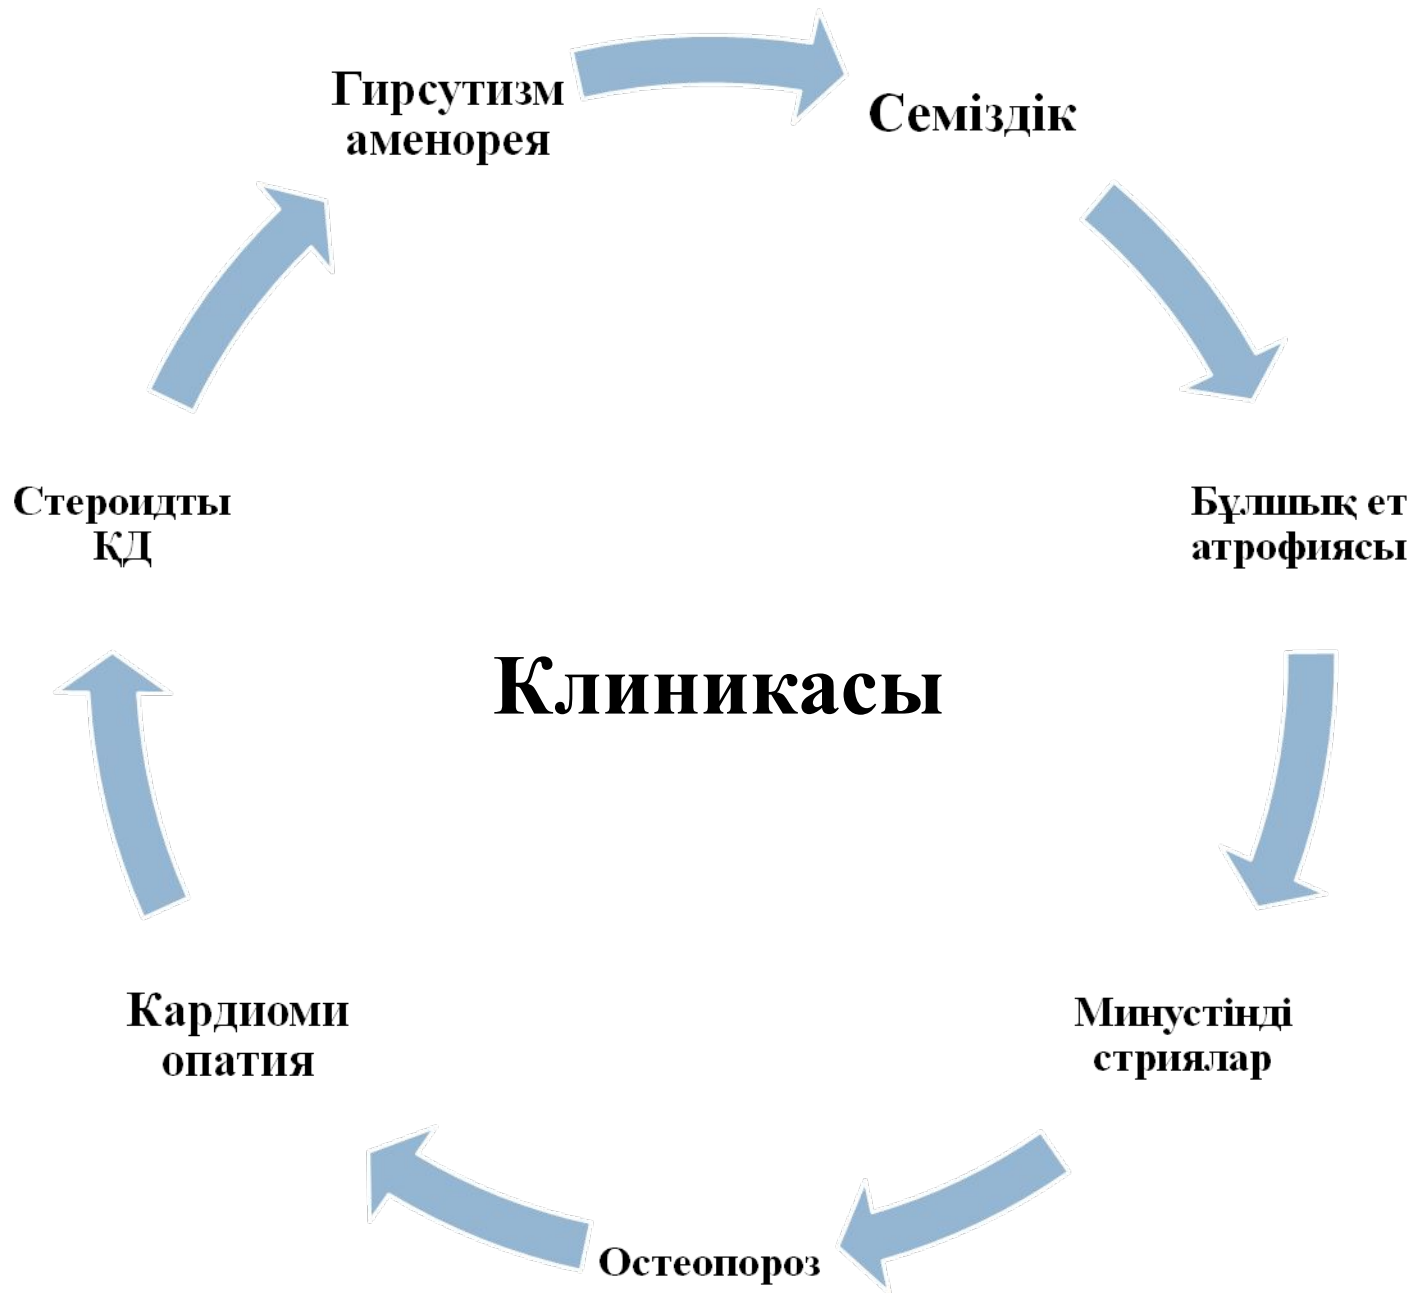 Гирсутизм
аменорея
Семіздік
Бұлшық ет
атрофиясы
Минустінді
стриялар
Остеопороз
Кардиоми
опатия
Стероидты
ҚД
Клиникасы